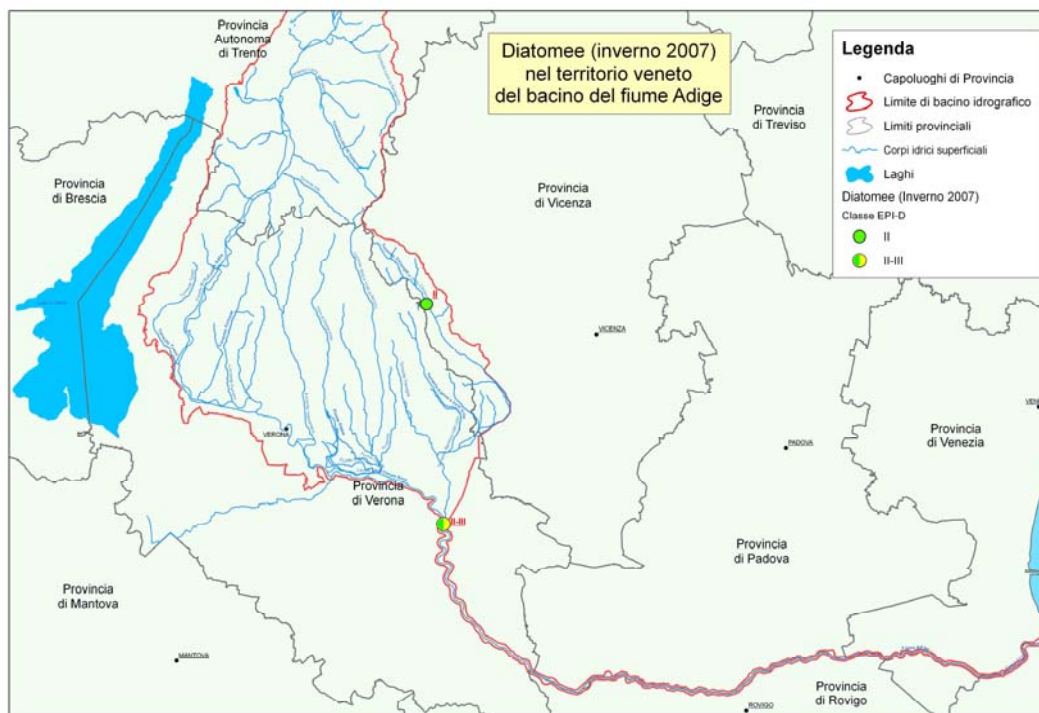 Provincia
Autonoma
di Trento
Diatomee (inverno 2007)
nel territorio veneto
del bacino del fiume Adige
Legenda
Capoluoghi di Provincia
Limite di bacino idrografico
Limiti provinciali
Corpi idrici superficiali
Laghi
Diatomee (Inverno 2007)
Classe EPI-D
II
II-III
Provincia
di Treviso
Provincia
di Brescia
Provincia
di Vicenza
II
VICENZA
VERONA
PADOVA
Provincia
di Venezia
Provincia
di Verona
II-III
Provincia
di Padova
Provincia
di Mantova
MANTOVA
Provincia
di Rovigo
ROVIGO